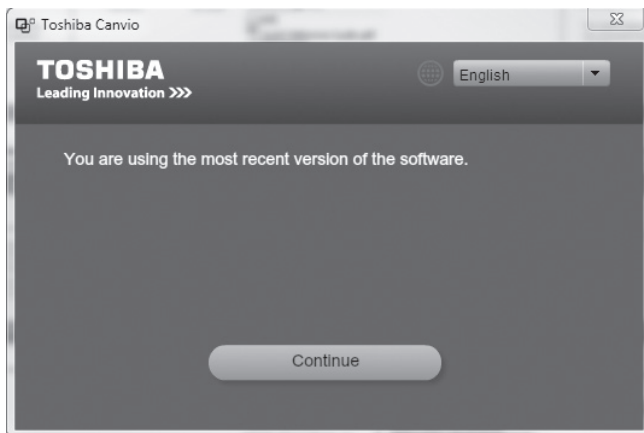 Toshiba Canvio
TOSHIBA
Leading Innovation >>>
English
You are using the most recent version of the software.
Continue